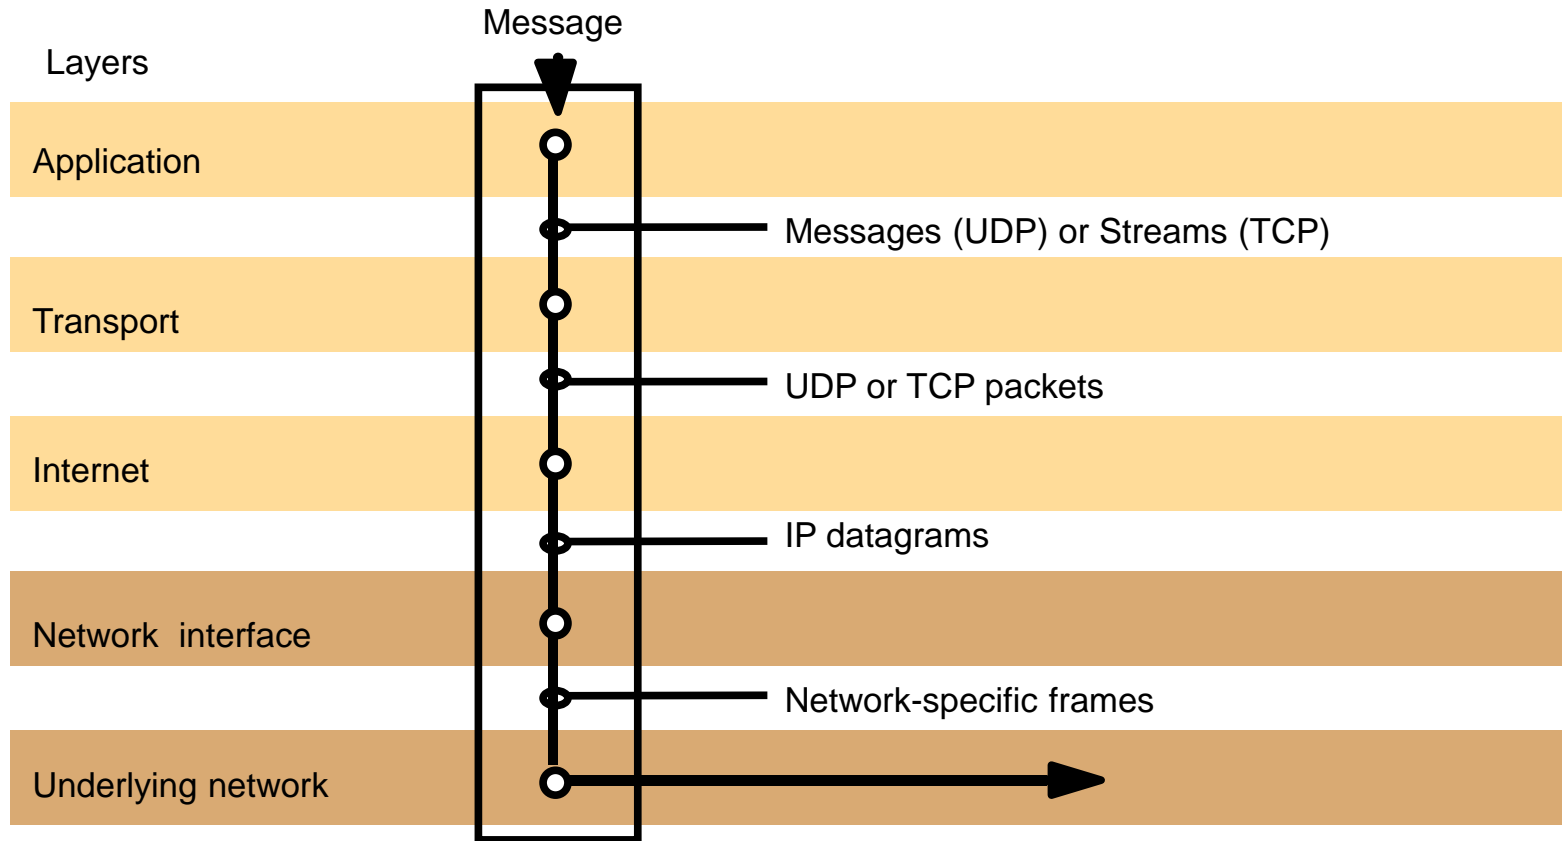 Message
Layers
Application
Messages (UDP) or Streams (TCP)
Transport
UDP or TCP packets
Internet
IP datagrams
Network interface
Network-specific frames
Underlying network